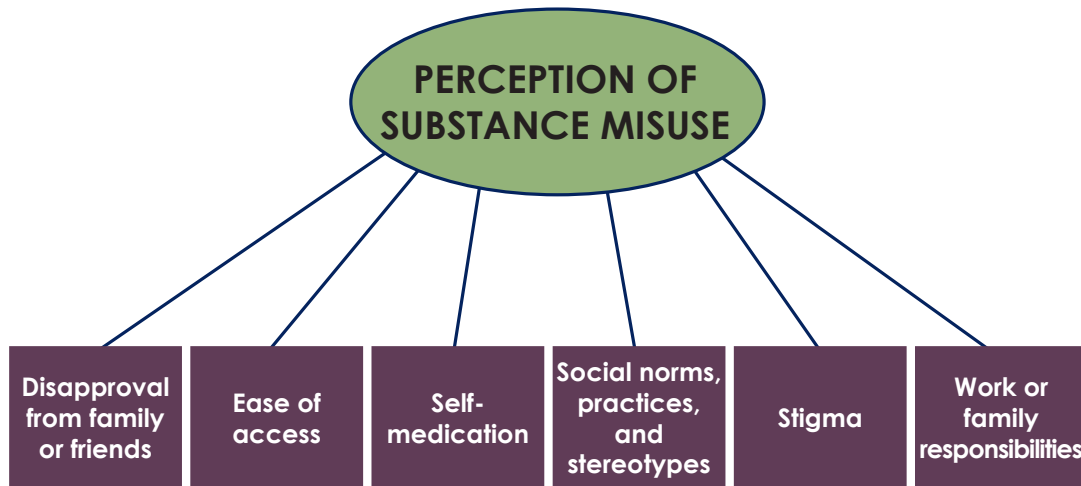 PERCEPTION OF
SUBSTANCE MISUSE
Disapproval
from family
or friends
Ease of
access
Self-
medication
Social norms,
practices,
and
stereotypes
Stigma
Work or
family
responsibilities